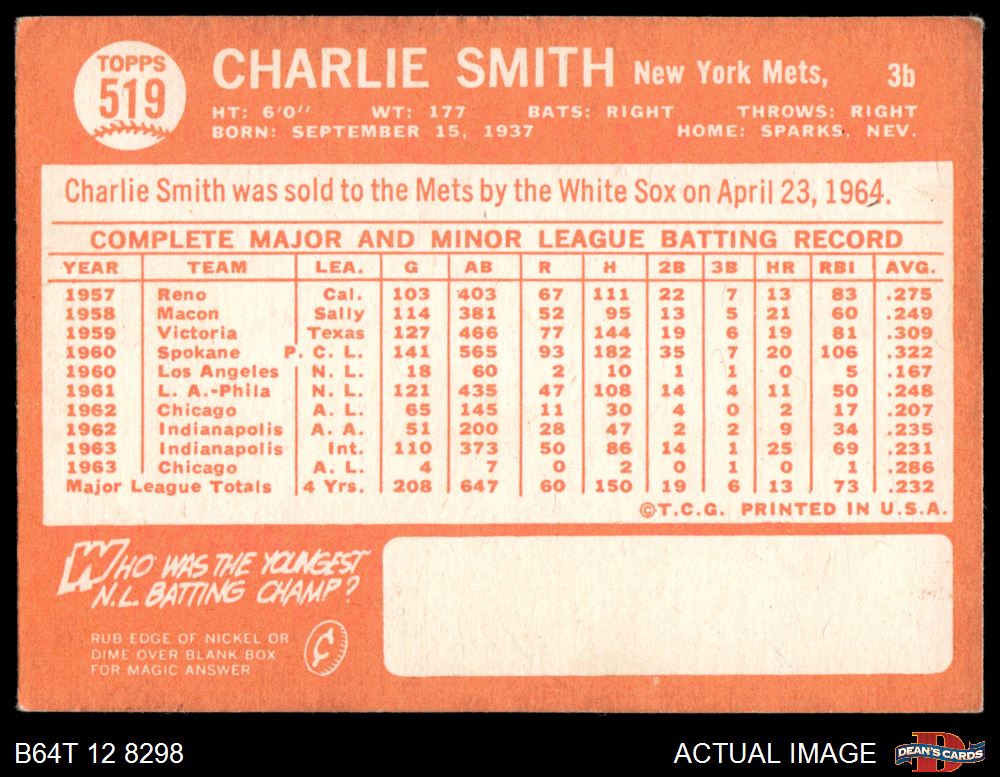 TOPPS
519
CHARLIE SMITH New York Mets, 3b
HT: 6'0" WT: 177 BATS: RIGHT THROWS: RIGHT
BORN: SEPTEMBER 15, 1937 HOME: SPARKS, NEV.
Charlie Smith was sold to the Mets by the White Sox on April 23, 1964.
COMPLETE MAJOR AND MINOR LEAGUE BATTING RECORD
YEAR TEAM LEA. G AB R H 2B 3B HR RBI AVG.
1957 Reno Cal. 103 403 67 111 22 7 13 83 .275
1958 Macon Sally 114 381 52 95 13 5 21 60 .249
1959 Victoria Texas 127 466 77 144 19 6 19 81 .309
1960 Spokane P. C. L. 141 565 93 182 35 7 20 106 .322
1960 Los Angeles N. L. 18 60 2 10 1 1 0 5 .167
1961 L. A.-Phila N. L. 121 435 47 108 14 4 11 50 .248
1962 Chicago A. L. 65 145 11 30 4 0 2 17 .207
1962 Indianapolis A. A. 51 200 28 47 2 2 9 34 .235
1963 Indianapolis Int. 110 373 50 86 14 1 25 69 .231
1963 Chicago A. L. 4 7 0 2 0 1 0 1 .286
Major League Totals 4 Yrs. 208 647 60 150 19 6 13 73 .232
©T.C.G. PRINTED IN U.S.A.
WHO WAS THE YOUNGEST
N.L. BATTING CHAMP?
RUB EDGE OF NICKEL OR
DIME OVER BLANK BOX
FOR MAGIC ANSWER
¢
B64T 12 8298 ACTUAL IMAGE
D
DEAN'S CARDS